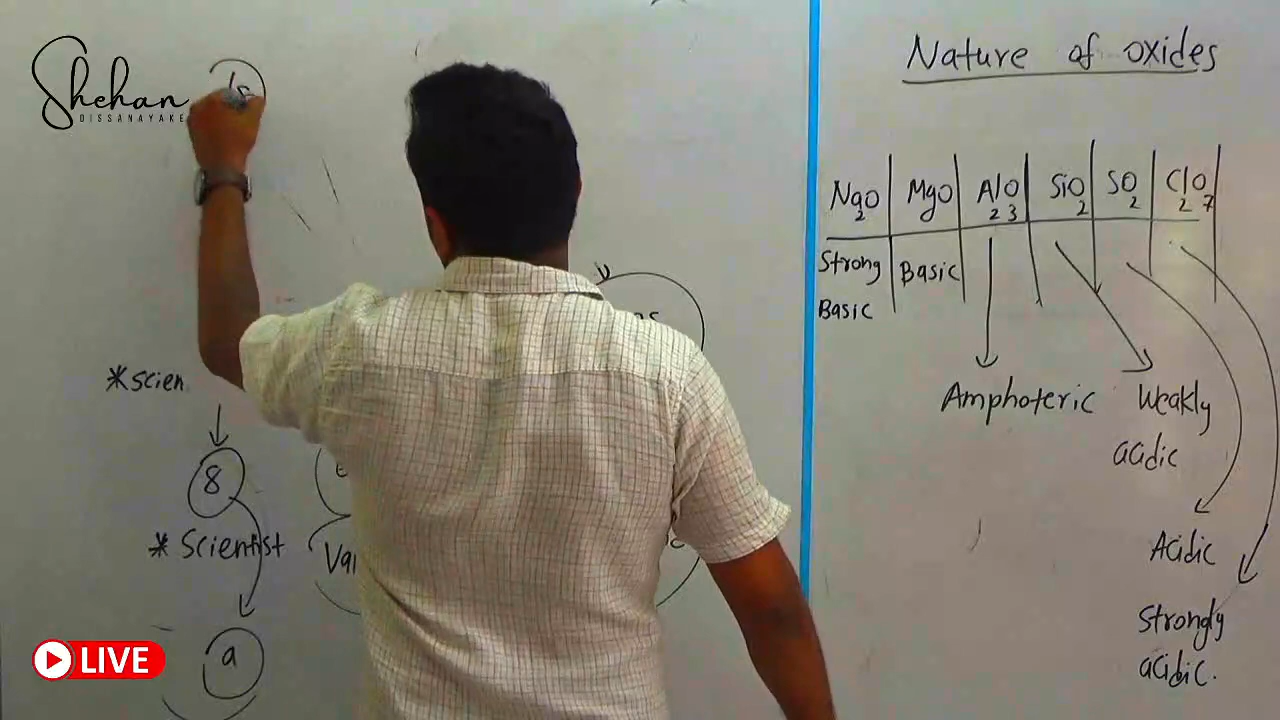 Shehan
DISSANAYAKE
*Scien
8
* Scientist
a
Nature of oxides
Na2O MgO Al2O3 SiO2 SO2 Cl2O7
Strong Basic
Basic
Amphoteric Weakly
acidic
Acidic
Strongly
acidic.
LIVE